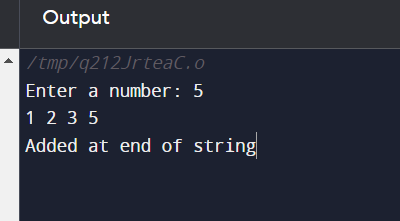 Output
/tmp/q212JrteaC.o
Enter a number: 5
1 2 3 5
Added at end of string